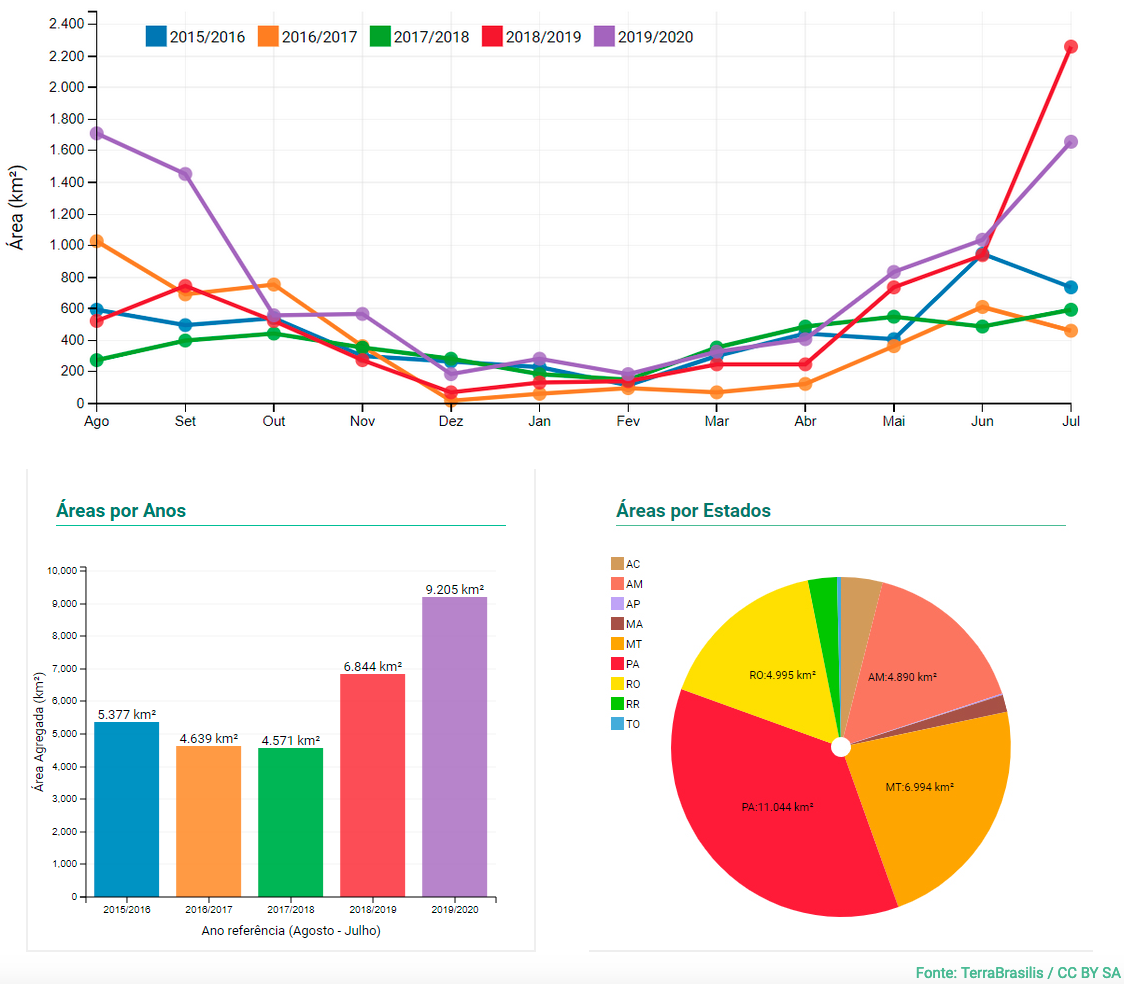 2015/2016 2016/2017 2017/2018 2018/2019 2019/2020
Área (km²)
2.400
2.200
2.000
1.800
1.600
1.400
1.200
1.000
800
600
400
200
0
Ago Set Out Nov Dez Jan Fev Mar Abr Mai Jun Jul
Áreas por Anos
Área Agregada (km²)
10,000
9,000
8,000
7,000
6,000
5,000
4,000
3,000
2,000
1,000
0
5.377 km²
4.639 km²
4.571 km²
6.844 km²
9.205 km²
2015/2016 2016/2017 2017/2018 2018/2019 2019/2020
Ano referência (Agosto - Julho)
Áreas por Estados
AC
AM
AP
MA
MT
PA
RO
RR
TO
RO:4.995 km²
AM:4.890 km²
MT:6.994 km²
PA:11.044 km²
Fonte: TerraBrasilis / CC BY SA